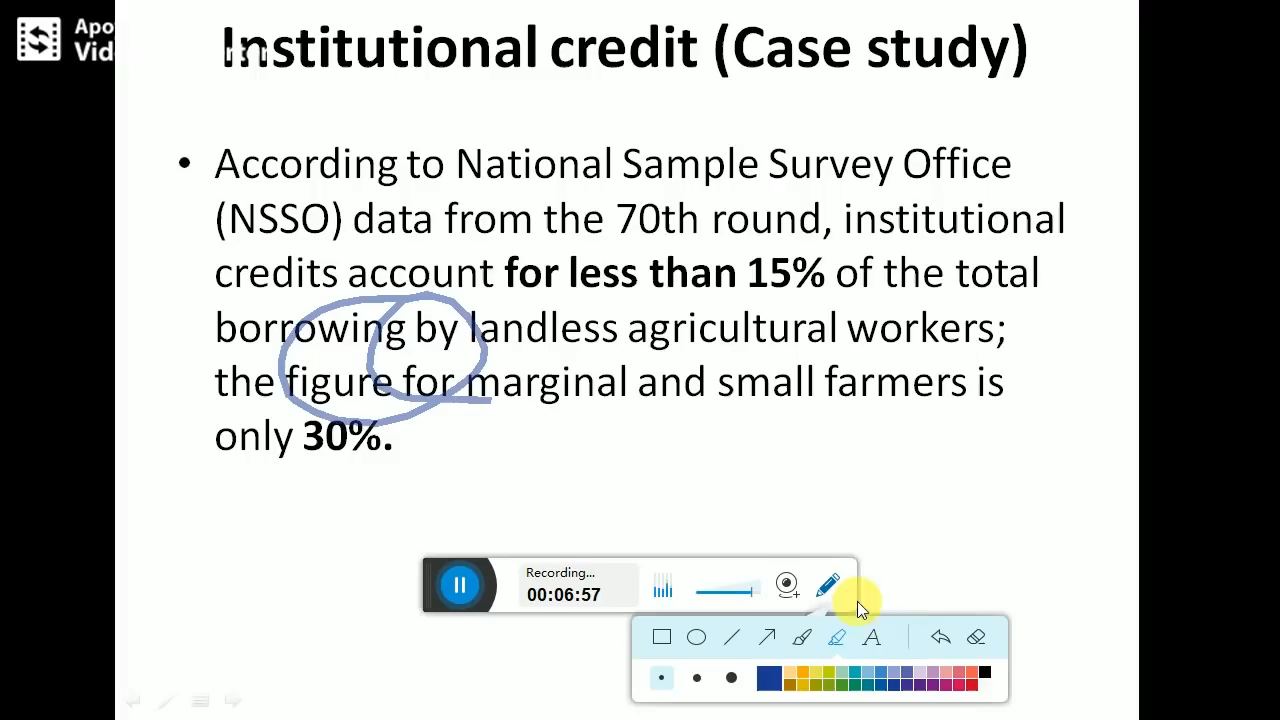 Apo
Vid
Institutional credit (Case study)
• According to National Sample Survey Office
(NSSO) data from the 70th round, institutional
credits account for less than 15% of the total
borrowing by landless agricultural workers;
the figure for marginal and small farmers is
only 30%.
Recording...
00:06:57
A